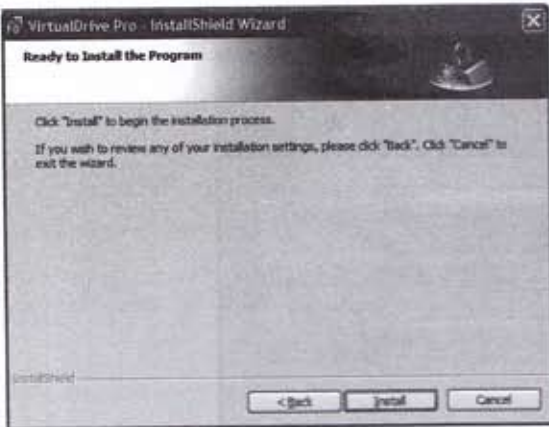 VirtualDrive Pro - InstallShield Wizard
Ready to Install the Program
Click "Install" to begin the installation process.
If you wish to review any of your installation settings, please click "Back". Click "Cancel" to
exit the wizard.
InstallShield
< Back
Install
Cancel